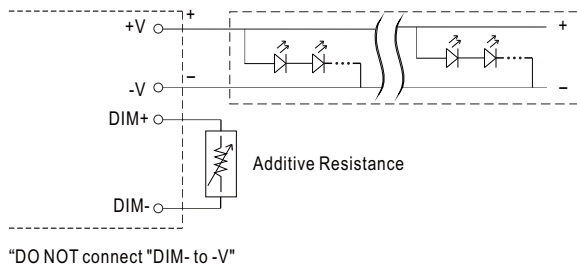 +V + +
-V – –
DIM+
Additive Resistance
DIM-
“DO NOT connect "DIM- to -V"